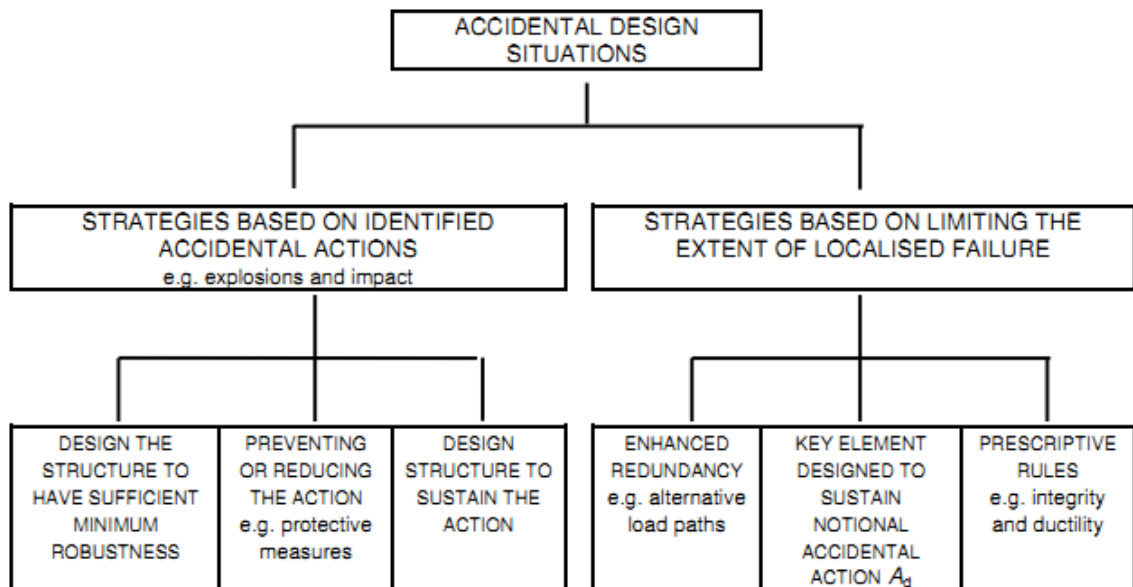 ACCIDENTAL DESIGN
SITUATIONS
STRATEGIES BASED ON IDENTIFIED
ACCIDENTAL ACTIONS
e.g. explosions and impact
STRATEGIES BASED ON LIMITING THE
EXTENT OF LOCALISED FAILURE
DESIGN THE
STRUCTURE TO
HAVE SUFFICIENT
MINIMUM
ROBUSTNESS
PREVENTING
OR REDUCING
THE ACTION
e.g. protective
measures
DESIGN
STRUCTURE TO
SUSTAIN THE
ACTION
ENHANCED
REDUNDANCY
e.g. alternative
load paths
KEY ELEMENT
DESIGNED TO
SUSTAIN
NOTIONAL
ACCIDENTAL
ACTION Ad
PRESCRIPTIVE
RULES
e.g. integrity
and ductility